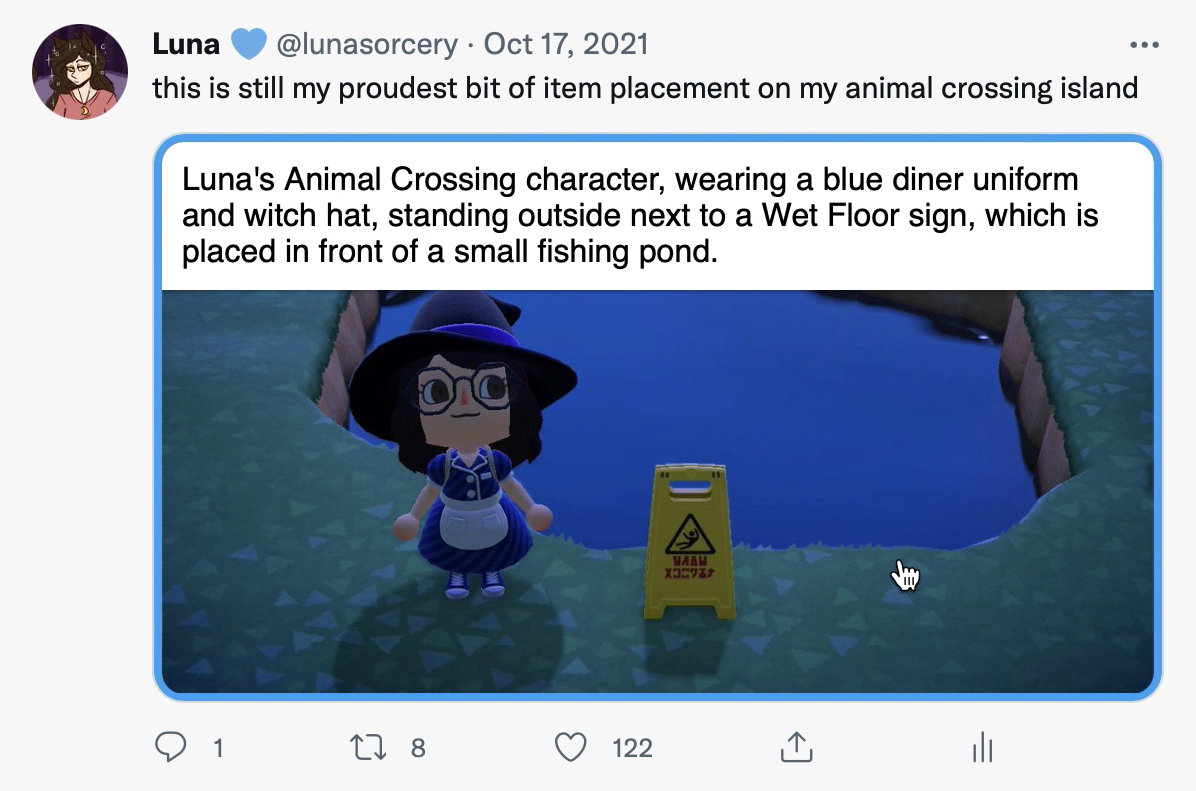 Luna 💙 @lunasorcery · Oct 17, 2021
this is still my proudest bit of item placement on my animal crossing island
Luna's Animal Crossing character, wearing a blue diner uniform
and witch hat, standing outside next to a Wet Floor sign, which is
placed in front of a small fishing pond.
1 8 122